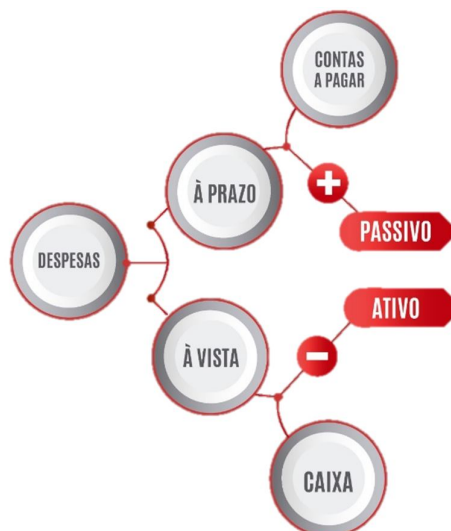 CONTAS
A PAGAR
À PRAZO
+
PASSIVO
DESPESAS
ATIVO
À VISTA
-
CAIXA